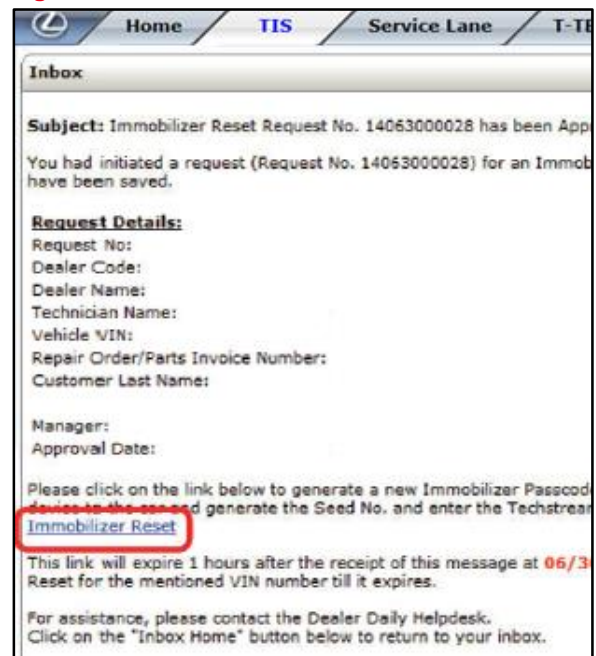 Home
TIS
Service Lane
Inbox
Subject: Immobilizer Reset Request No. 14063000028 has been App
You had initiated a request (Request No. 14063000028) for an Immob
have been saved.
Request Details:
Request No:
Dealer Code:
Dealer Name:
Technician Name:
Vehicle VIN:
Repair Order/Parts Invoice Number:
Customer Last Name:
Manager:
Approval Date:
Please click on the link below to generate a new Immobilizer Passcod
device to the car and generate the Seed No. and enter the Techstrear
Immobilizer Reset
This link will expire 1 hours after the receipt of this message at 06/3
Reset for the mentioned VIN number till it expires.
For assistance, please contact the Dealer Daily Helpdesk.
Click on the "Inbox Home" button below to return to your inbox.